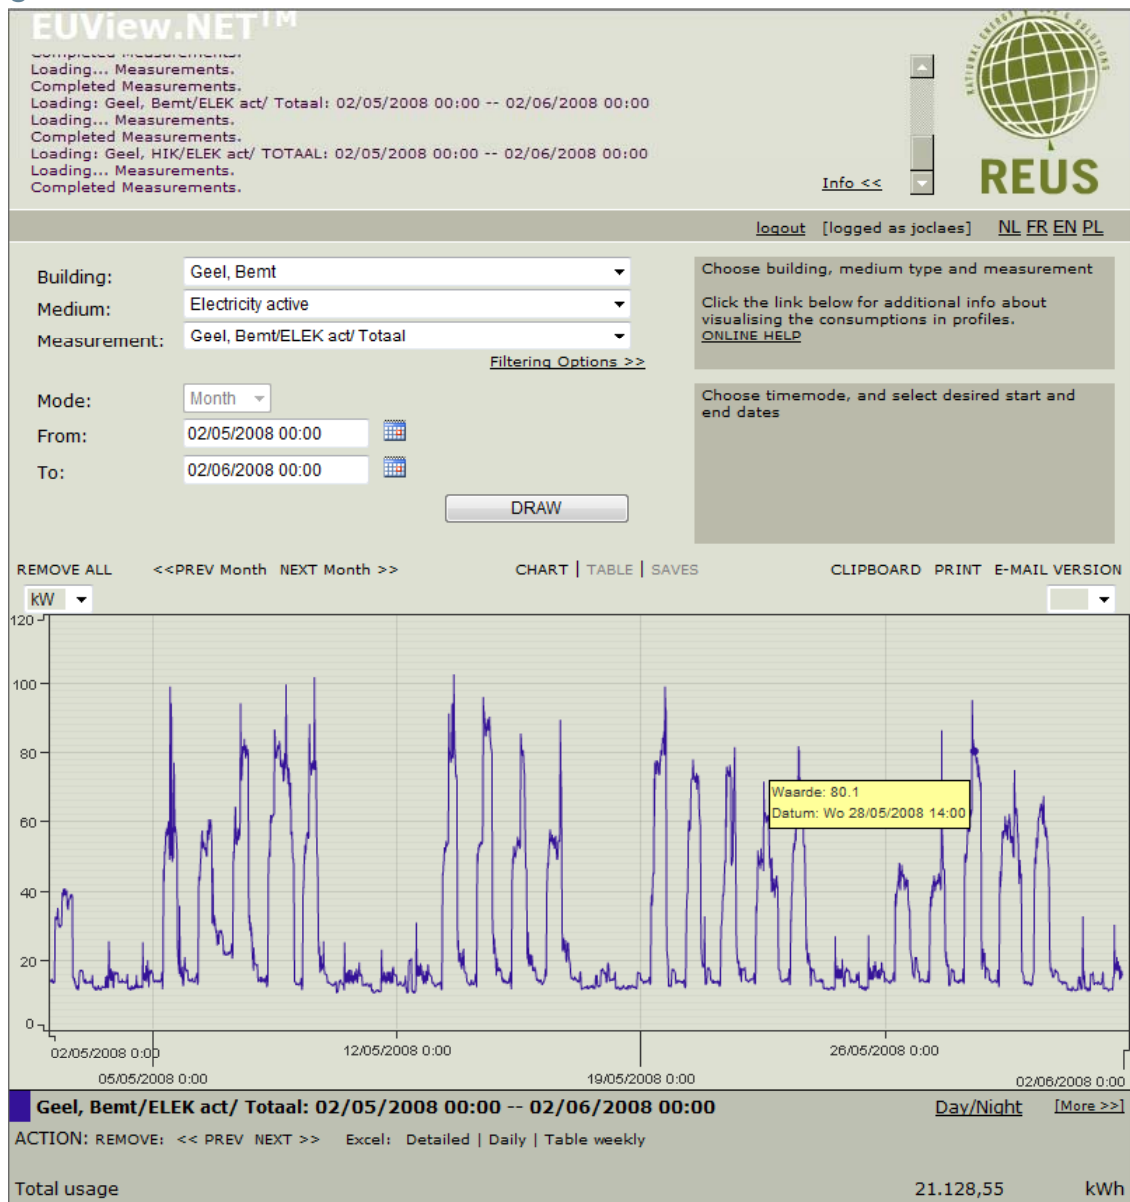 EUView.NET™
Completed Measurements.
Loading... Measurements.
Completed Measurements.
Loading: Geel, Bemt/ELEK act/ Totaal: 02/05/2008 00:00 -- 02/06/2008 00:00
Loading... Measurements.
Completed Measurements.
Loading: Geel, HIK/ELEK act/ TOTAAL: 02/05/2008 00:00 -- 02/06/2008 00:00
Loading... Measurements.
Completed Measurements.
Info <<
REUS
logout [logged as joclaes] NL FR EN PL
Building: Geel, Bemt
Medium: Electricity active
Measurement: Geel, Bemt/ELEK act/ Totaal
Filtering Options >>
Choose building, medium type and measurement
Click the link below for additional info about
visualising the consumptions in profiles.
ONLINE HELP
Mode: Month
From: 02/05/2008 00:00
To: 02/06/2008 00:00
DRAW
Choose timemode, and select desired start and
end dates
REMOVE ALL <<PREV Month NEXT Month >> CHART | TABLE | SAVES CLIPBOARD PRINT E-MAIL VERSION
kW
120
100
80
60
40
20
0
Waarde: 80.1
Datum: Wo 28/05/2008 14:00
02/05/2008 0:00 12/05/2008 0:00 26/05/2008 0:00
05/05/2008 0:00 19/05/2008 0:00 02/06/2008 0:00
Geel, Bemt/ELEK act/ Totaal: 02/05/2008 00:00 -- 02/06/2008 00:00 Day/Night [More >>]
ACTION: REMOVE: << PREV NEXT >> Excel: Detailed | Daily | Table weekly
Total usage 21.128,55 kWh